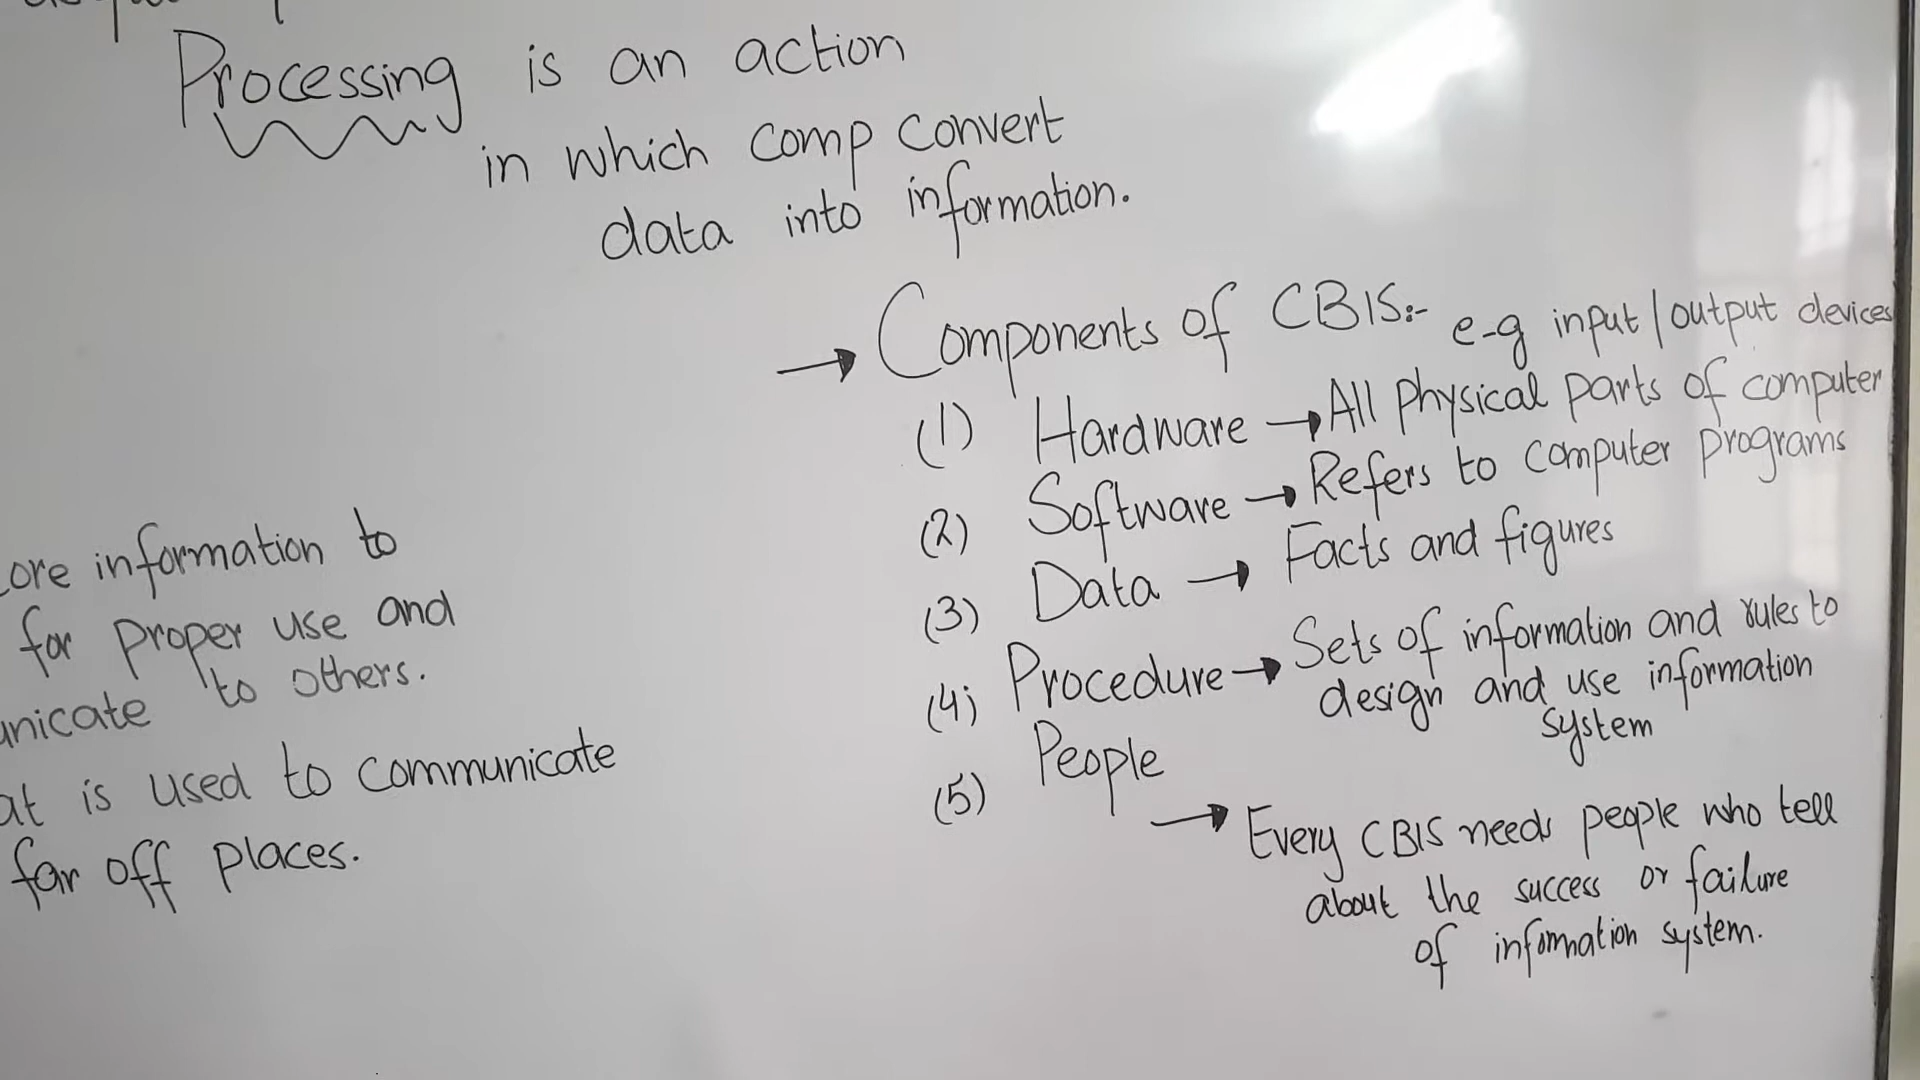 Processing is an action
in which comp convert
data into information.
→ Components of CBIS:- e-g input/output devices
(1) Hardware → All physical parts of computer
(2) Software → Refers to computer programs
(3) Data → Facts and figures
(4) Procedure → Sets of information and rules to
design and use information
system
(5) People
→ Every CBIS needs people who tell
about the success or failure
of information system.
information to
for proper use and
to others.
is used to communicate
far off places.